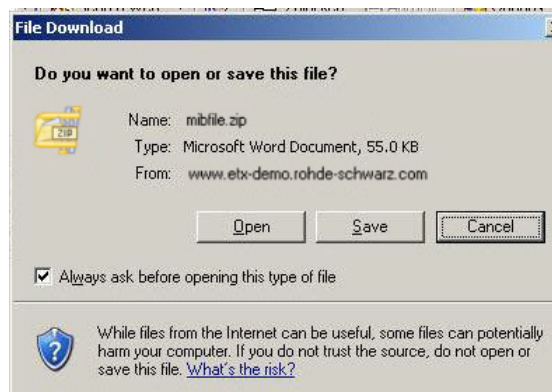 File Download
Do you want to open or save this file?
ZIP
Name: mibfile.zip
Type: Microsoft Word Document, 55.0 KB
From: www.etx-demo.rohde-schwarz.com
Open Save Cancel
Always ask before opening this type of file
While files from the Internet can be useful, some files can potentially
harm your computer. If you do not trust the source, do not open or
save this file. What's the risk?